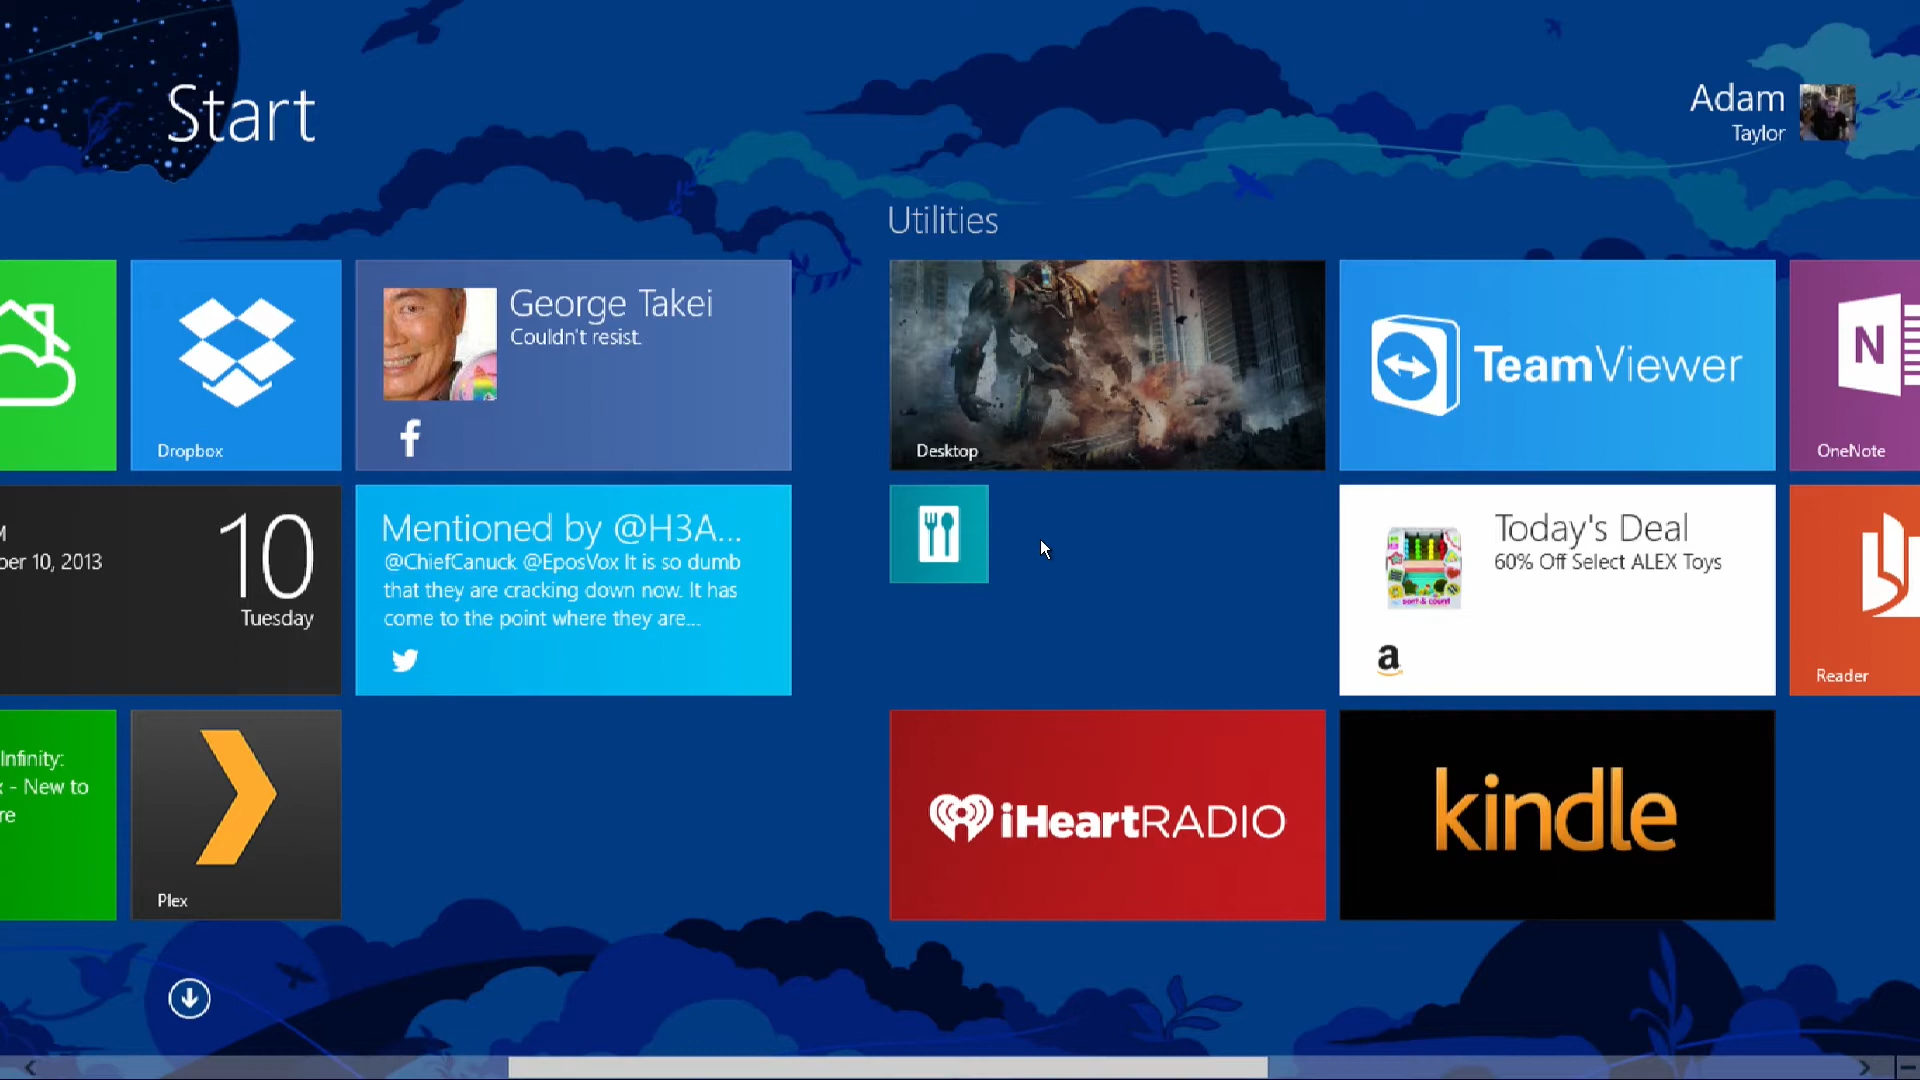 Start
Adam
Taylor
Utilities
Dropbox
George Takei
Couldn't resist.
Desktop
TeamViewer
N
OneNote
10
Tuesday
10, 2013
Mentioned by @H3A...
@ChiefCanuck @EposVox It is so dumb
that they are cracking down now. It has
come to the point where they are...
Today's Deal
60% Off Select ALEX Toys
a
Reader
Infinity:
- New to
Plex
iHeartRADIO
kindle